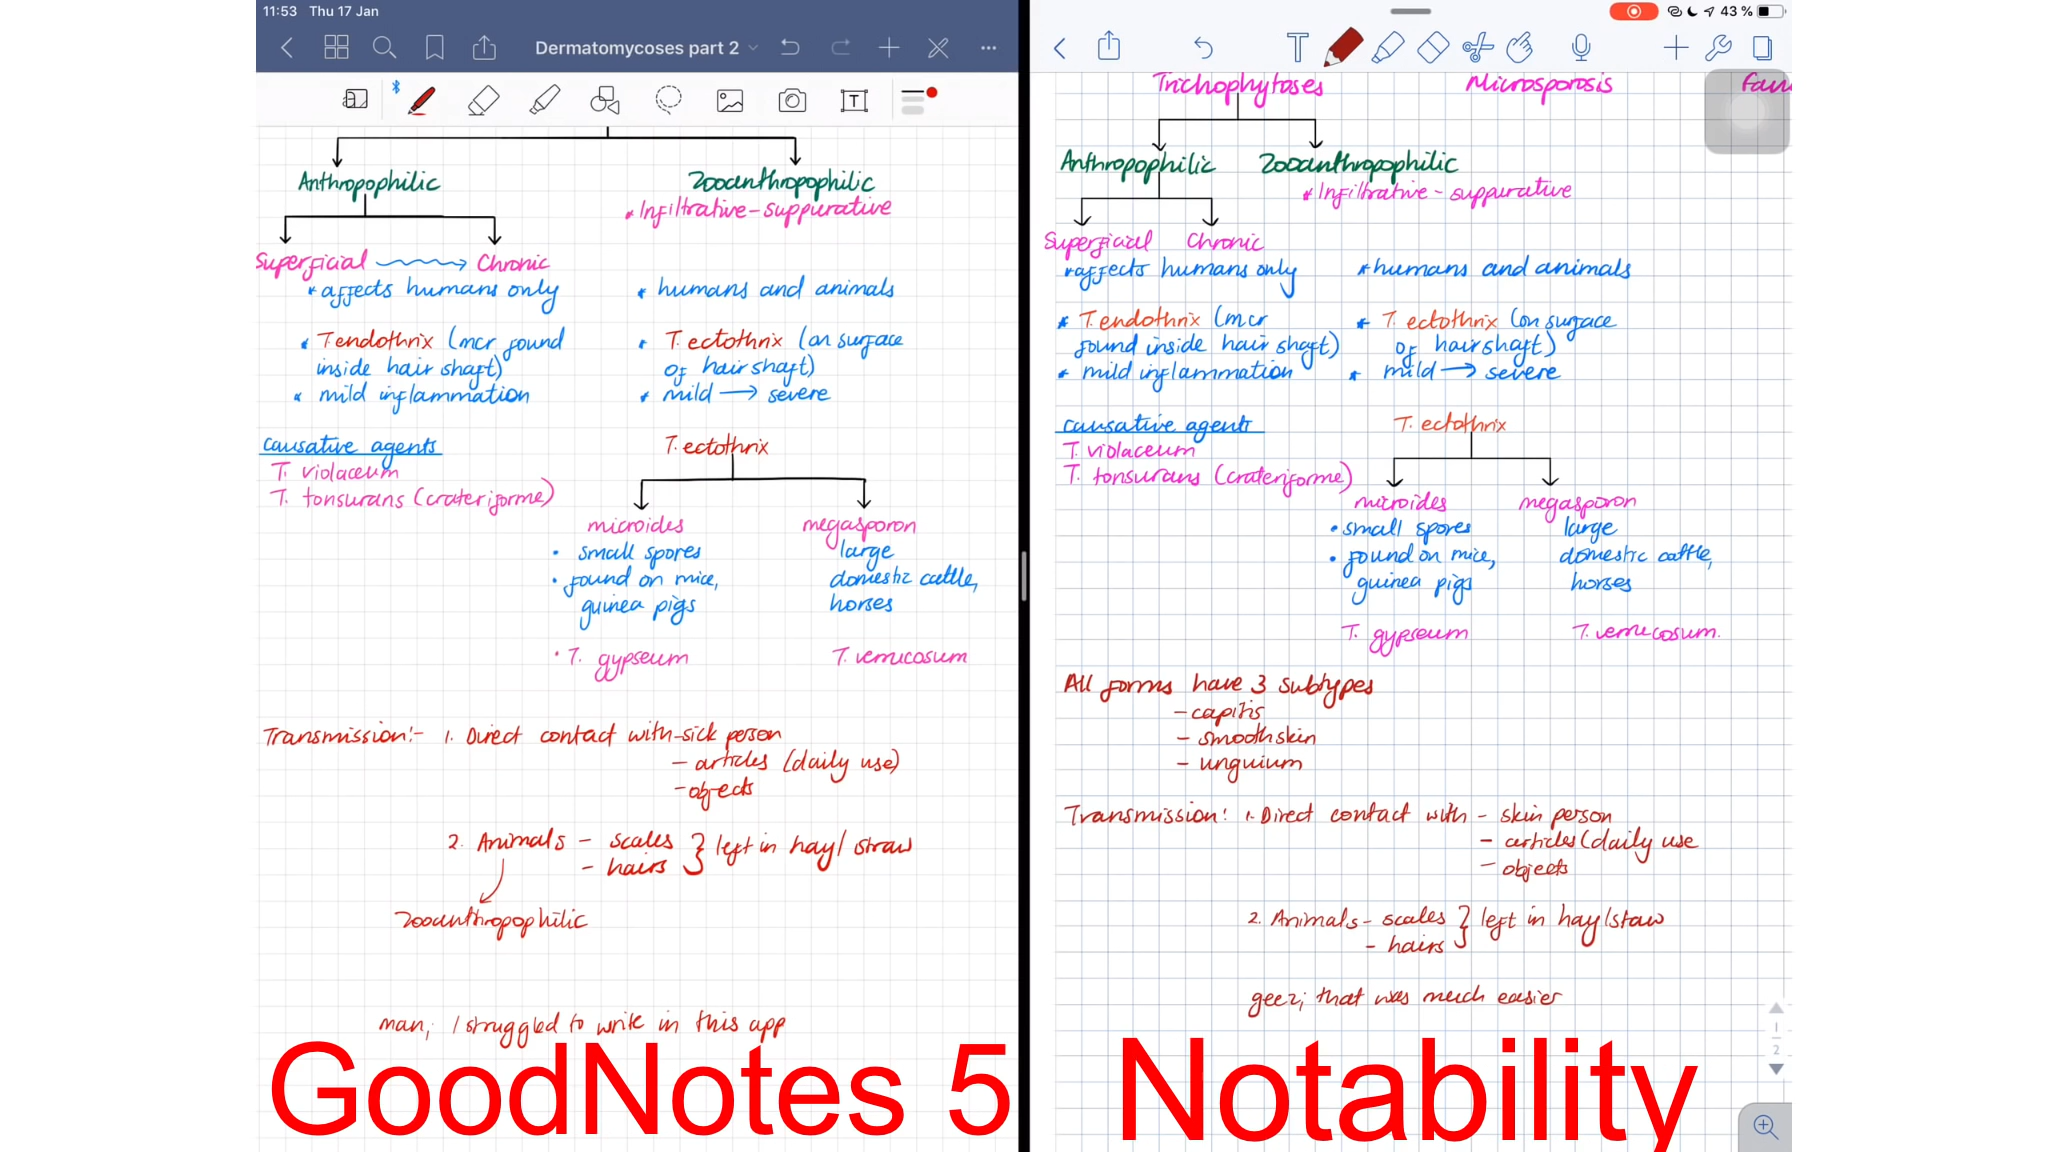 11:53 Thu 17 Jan
Dermatomycoses part 2
T
Anthropophilic
Zooanthropophilic
* Infiltrative-suppurative
Superficial
Chronic
* affects humans only
* humans and animals
* T.endothrix (mcr found
inside hair shaft)
* T.ectothrix (on surface
of hair shaft)
* mild inflammation
* mild → severe
causative agents
T. violaceum
T. tonsurans (crateriforme)
T. ectothrix
microides
megasporon
• small spores
large
• found on mice,
guinea pigs
domestic cattle,
horses
• T. gypseum
T. verrucosum
Transmission:- 1. Direct contact with-sick person
- articles (daily use)
- objects
2. Animals - scales } left in hay/ straw
- hairs
Zooanthropophilic
man, I struggled to write in this app
GoodNotes 5
43 %
T
Trichophytoses
Microsporosis
Anthropophilic
Zooanthropophilic
* Infiltrative - suppurative
Superficial
Chronic
* affects humans only
* humans and animals
* T.endothrix (mcr
found inside hair shaft)
* T. ectothrix (on surface
of hair shaft)
* mild inflammation
* mild → severe
causative agents
T. violaceum
T. tonsurans (crateriforme)
T. ectothrix
microides
megasporon
• small spores
large
• found on mice,
guinea pigs
domestic cattle,
horses
T. gypseum
T. verrucosum.
All forms have 3 subtypes
- capitis
- smooth skin
- unguium
Transmission: 1. Direct contact with - skin person
- articles (daily use
- objects
2. Animals - scales } left in hay/staw
- hairs
geez, that was much easier
1
2
Notability